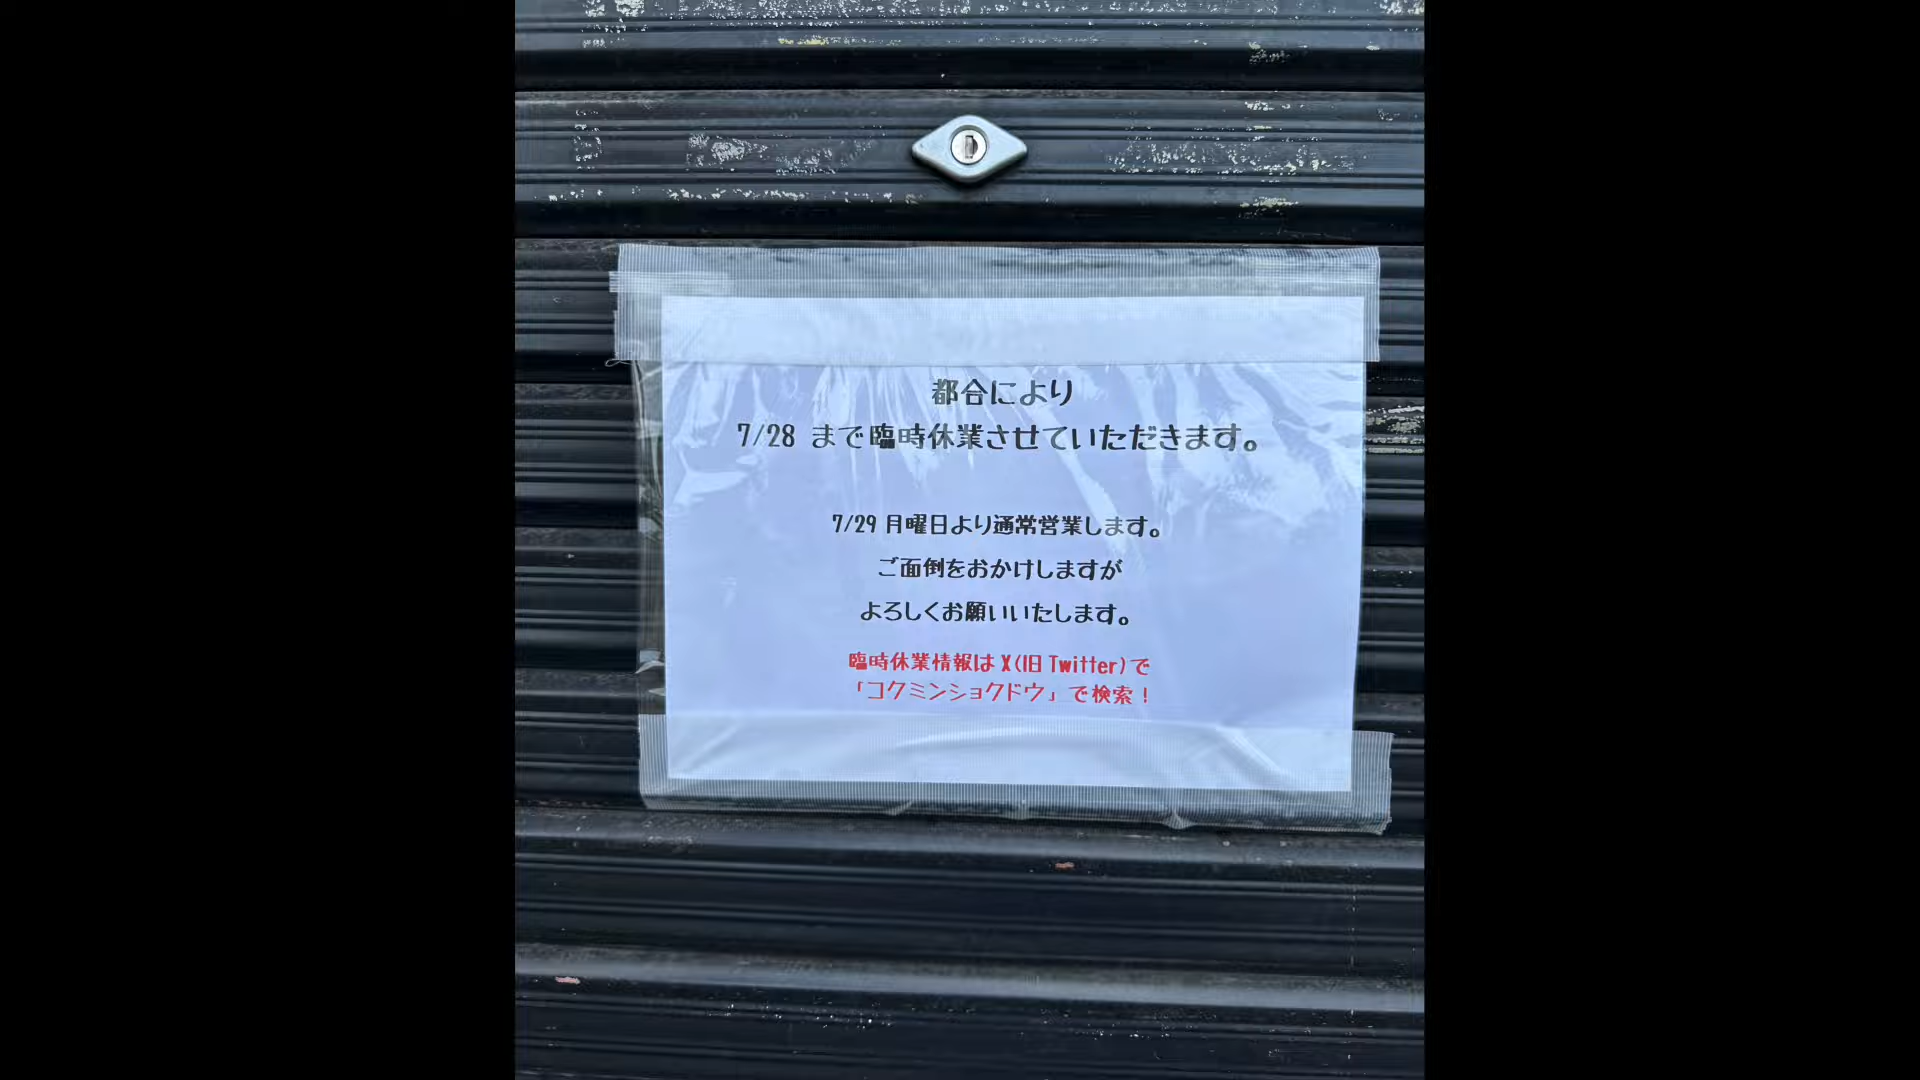 都合により
7/28 まで臨時休業させていただきます。
7/29 月曜日より通常営業します。
ご面倒をおかけしますが
よろしくお願いいたします。
臨時休業情報は X(旧 Twitter)で
「コクミンショクドウ」で検索！